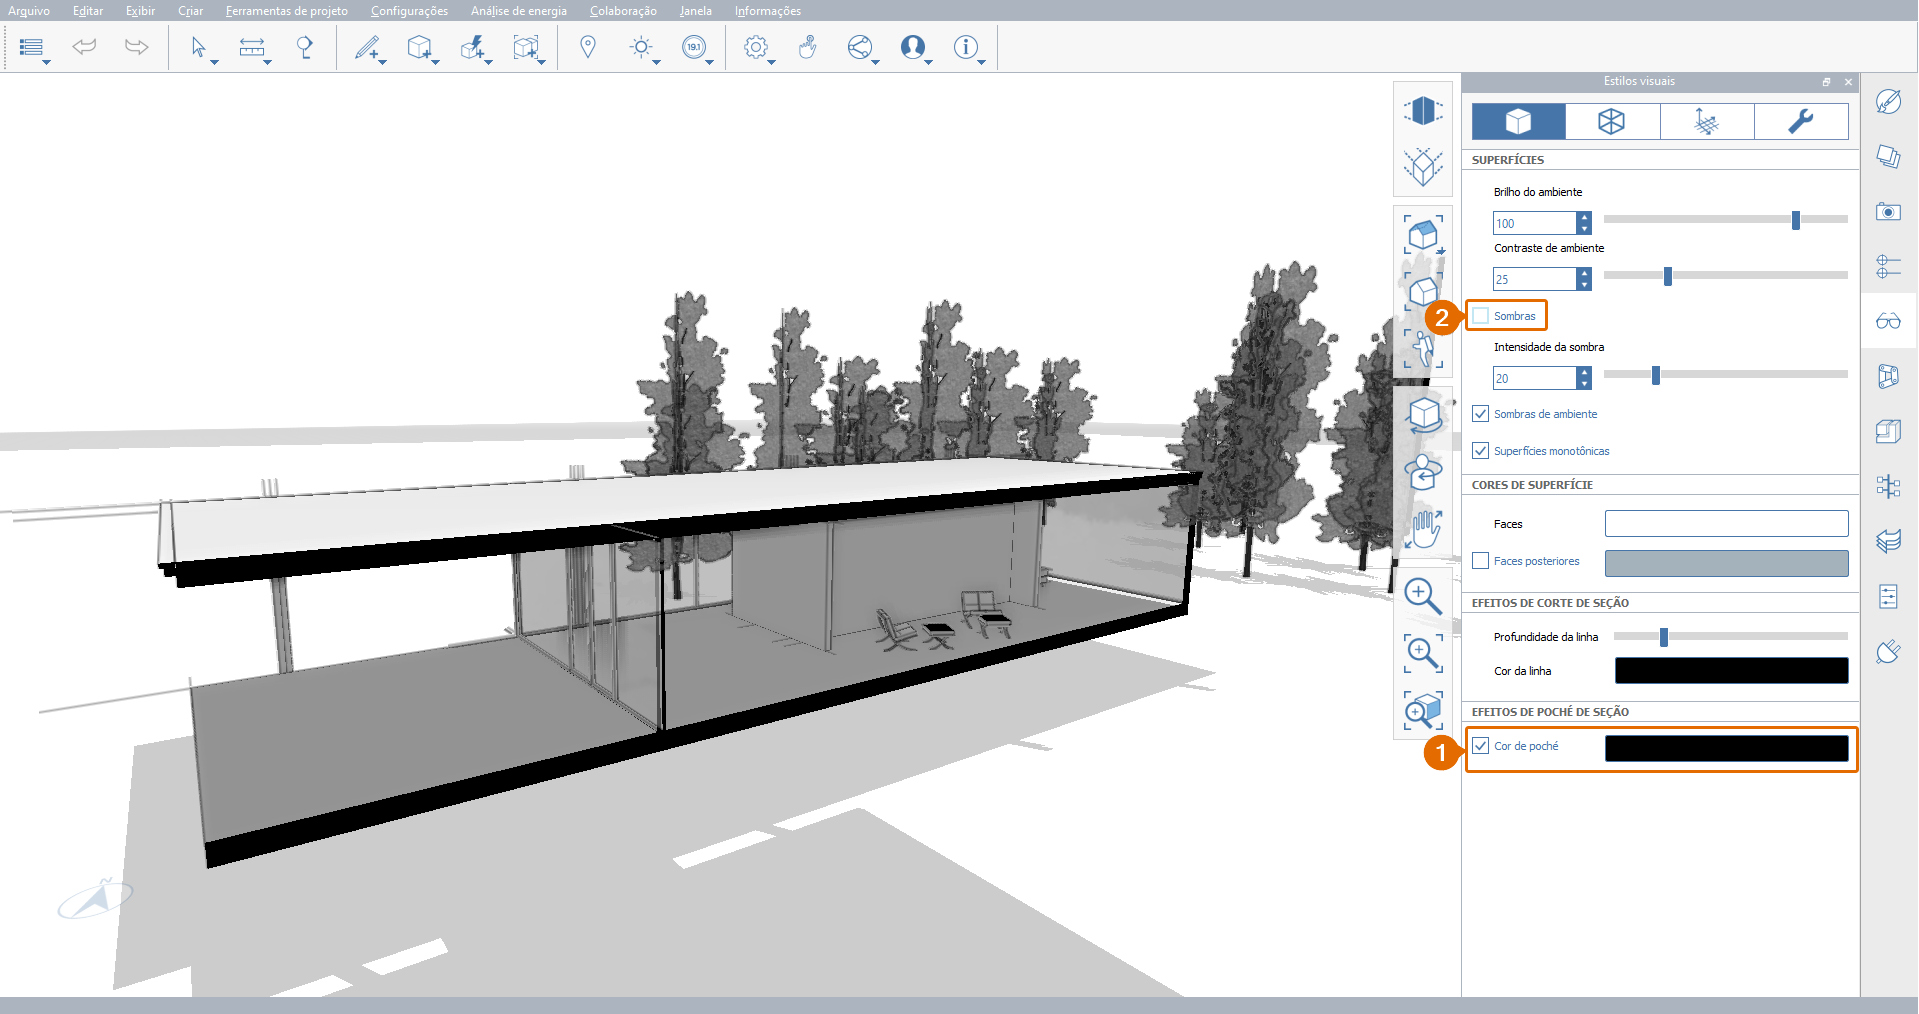 Arquivo Editar Exibir Criar Ferramentas de projeto Configurações Análise de energia Colaboração Janela Informações
19.1
Estilos visuais
SUPERFÍCIES
Brilho do ambiente
100
Contraste de ambiente
25
2 Sombras
Intensidade da sombra
20
Sombras de ambiente
Superfícies monotônicas
CORES DE SUPERFÍCIE
Faces
Faces posteriores
EFEITOS DE CORTE DE SEÇÃO
Profundidade da linha
Cor da linha
EFEITOS DE POCHÉ DE SEÇÃO
1 Cor de poché